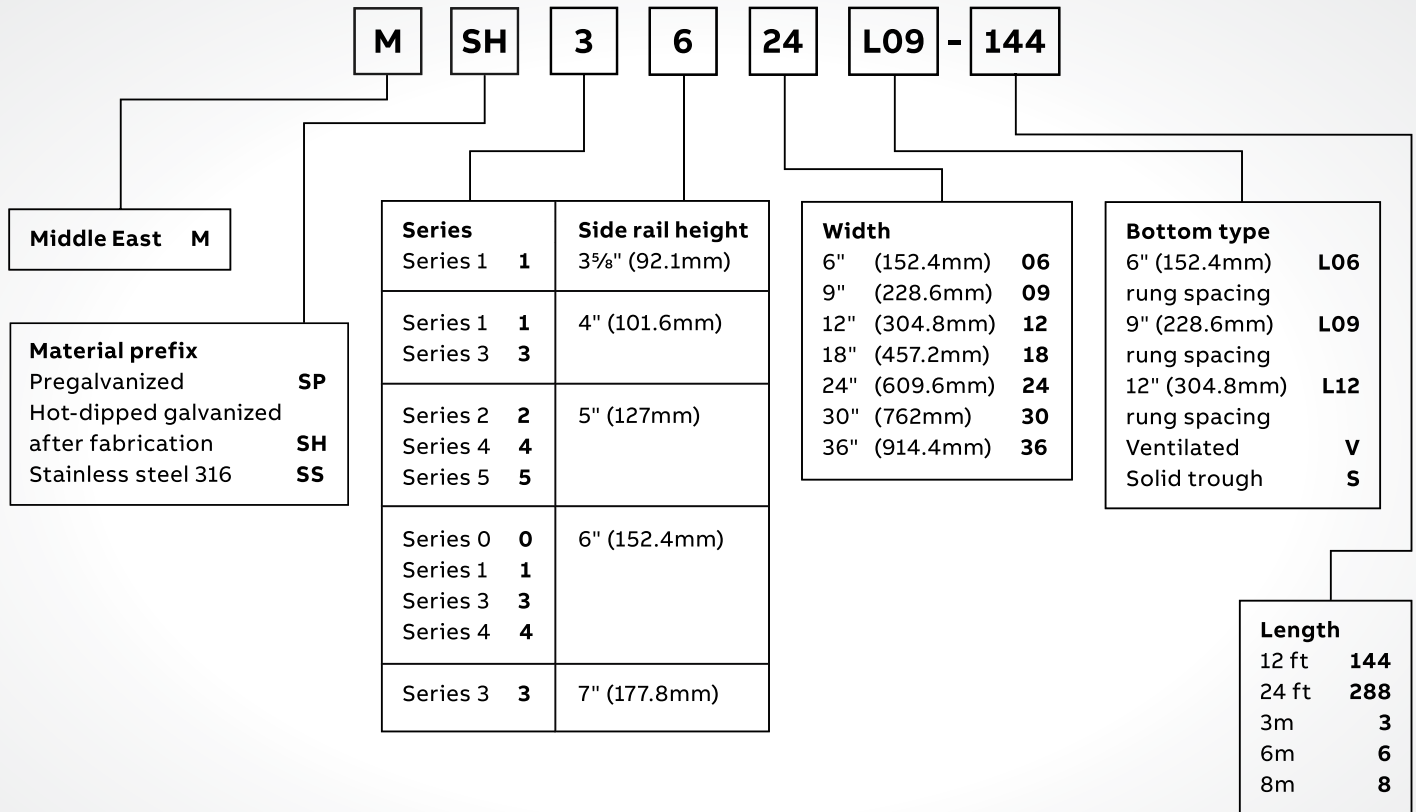 M SH 3 6 24 L09 - 144
Middle East M
Material prefix
Pregalvanized SP
Hot-dipped galvanized
after fabrication SH
Stainless steel 316 SS
Series Side rail height
Series 1 1 3⅝" (92.1mm)
Series 1 1 4" (101.6mm)
Series 3 3
Series 2 2 5" (127mm)
Series 4 4
Series 5 5
Series 0 0 6" (152.4mm)
Series 1 1
Series 3 3
Series 4 4
Series 3 3 7" (177.8mm)
Width
6" (152.4mm) 06
9" (228.6mm) 09
12" (304.8mm) 12
18" (457.2mm) 18
24" (609.6mm) 24
30" (762mm) 30
36" (914.4mm) 36
Bottom type
6" (152.4mm) L06
rung spacing
9" (228.6mm) L09
rung spacing
12" (304.8mm) L12
rung spacing
Ventilated V
Solid trough S
Length
12 ft 144
24 ft 288
3m 3
6m 6
8m 8